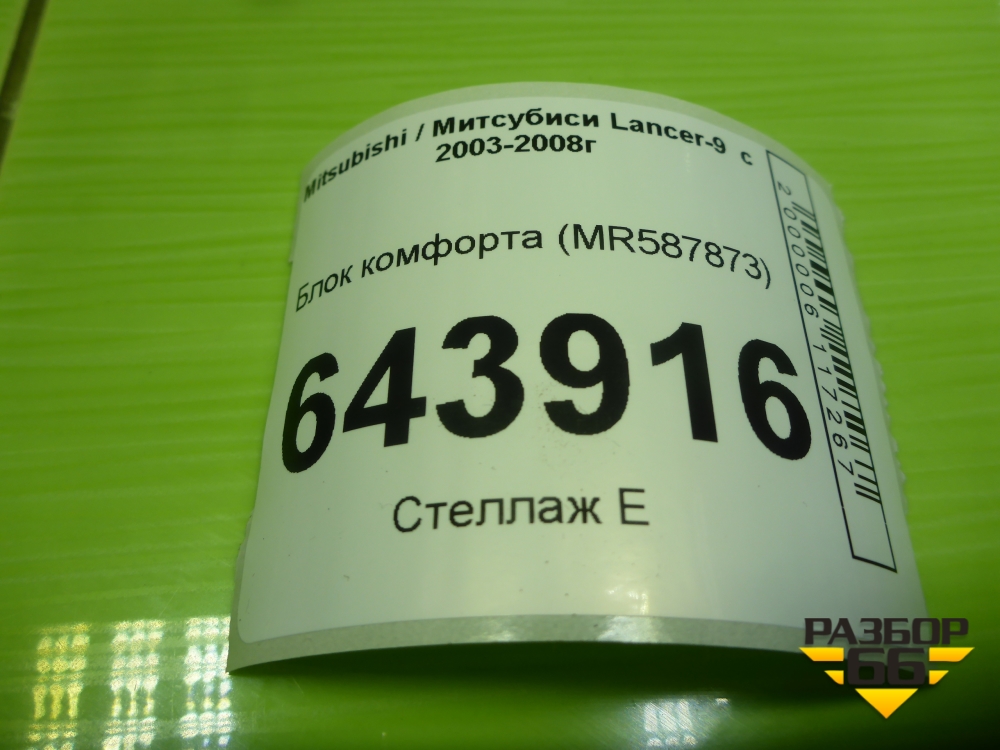 Mitsubishi / Митсубиси Lancer-9 с
2003-2008г
Блок комфорта (MR587873)
643916
Стеллаж Е
2000006117267
РАЗБОР
66